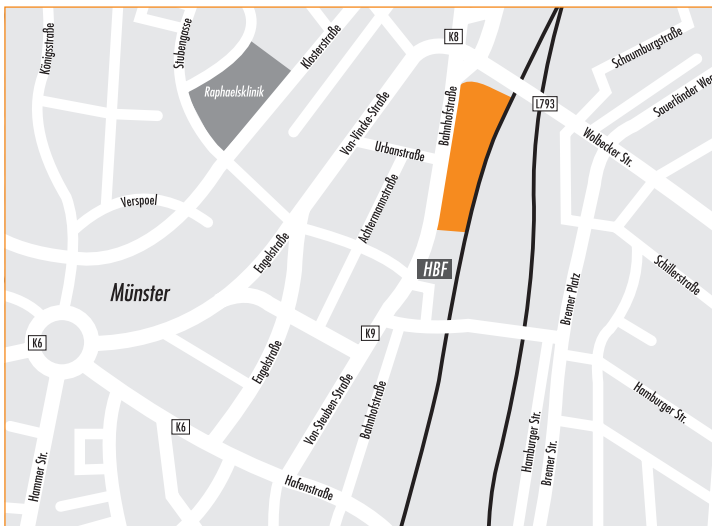 Königsstraße
Stubengasse
Klosterstraße
K8
Schaumburgstraße
Sauerländer Weg
Raphaelsklinik
Von-Vincke-Straße
Bahnhofstraße
L793
Wolbecker Str.
Urbanstraße
Verspoel
Achtermannstraße
Engelstraße
HBF
Schillerstraße
Münster
Bremer Platz
K6
K9
Engelstraße
Von-Steuben-Straße
Bahnhofstraße
Hamburger Str.
K6
Hamburger Str.
Bremer Str.
Hammer Str.
Hafenstraße